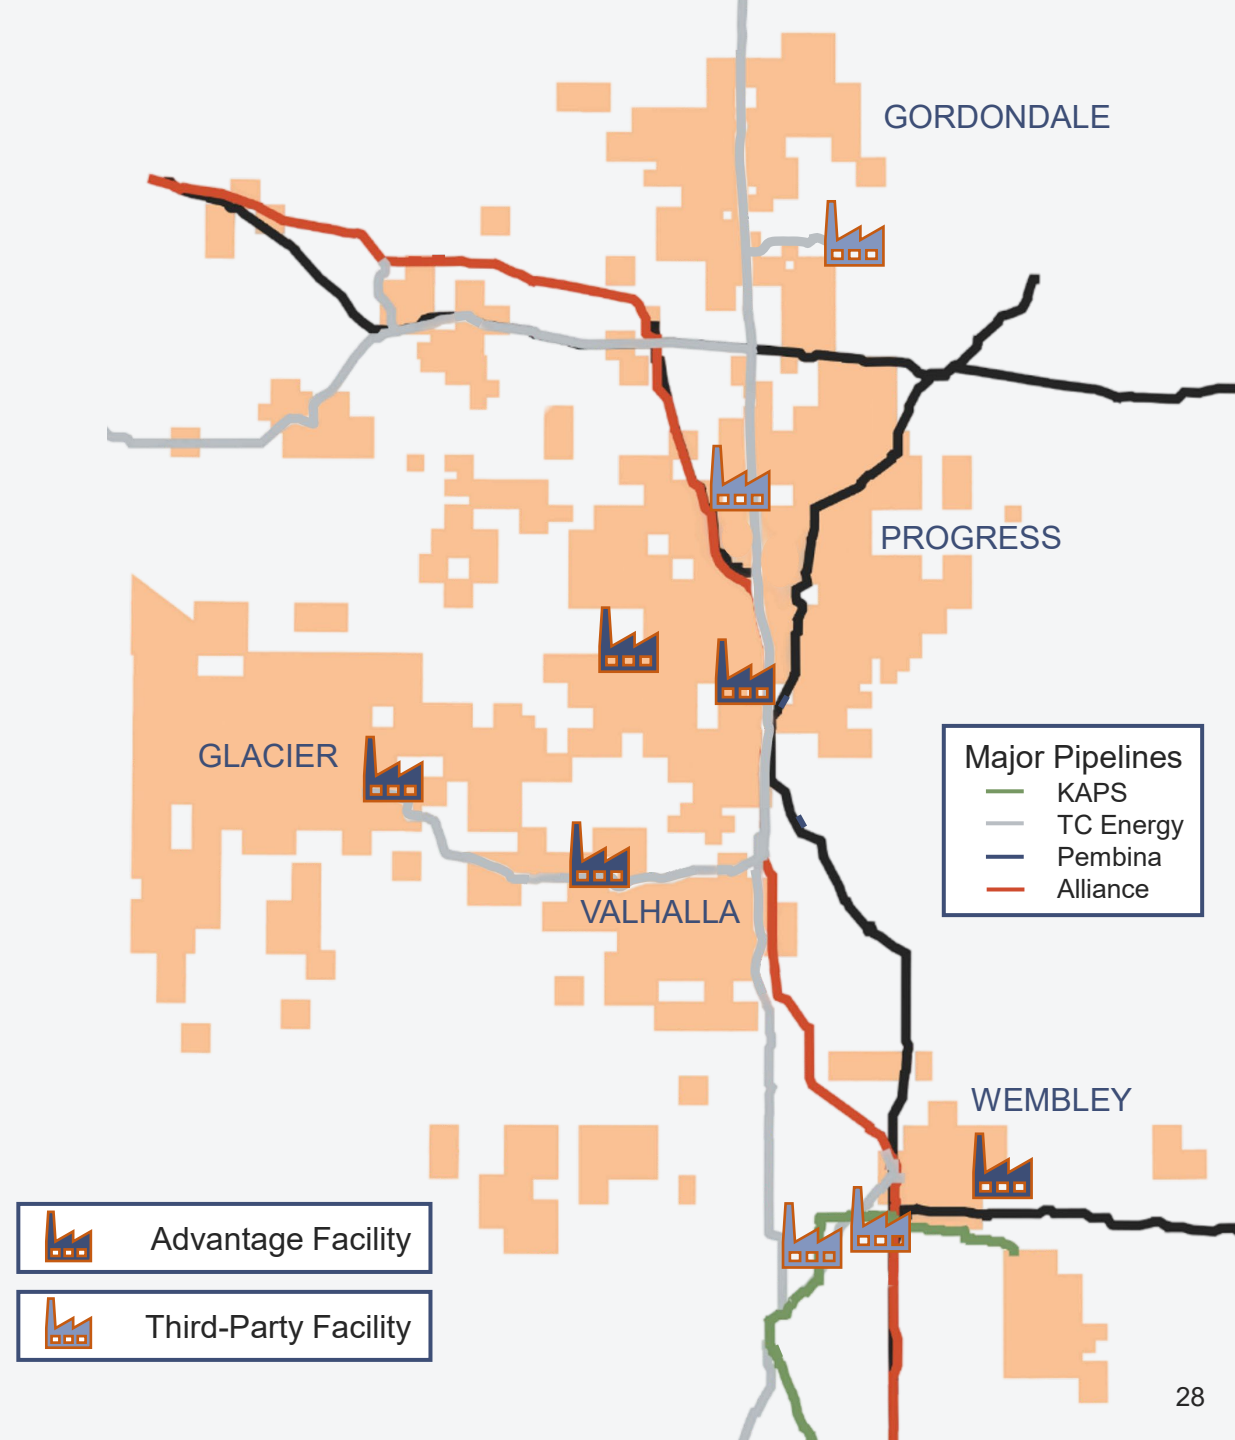 GORDONDALE
PROGRESS
GLACIER
Major Pipelines
KAPS
TC Energy
Pembina
Alliance
VALHALLA
WEMBLEY
Advantage Facility
Third-Party Facility
28